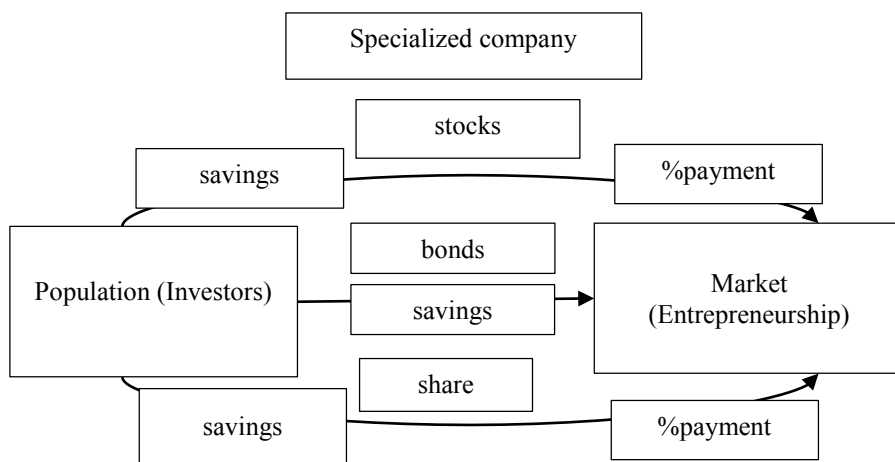 Specialized company
stocks
savings
%payment
Population (Investors)
bonds
savings
Market
(Entrepreneurship)
share
savings
%payment